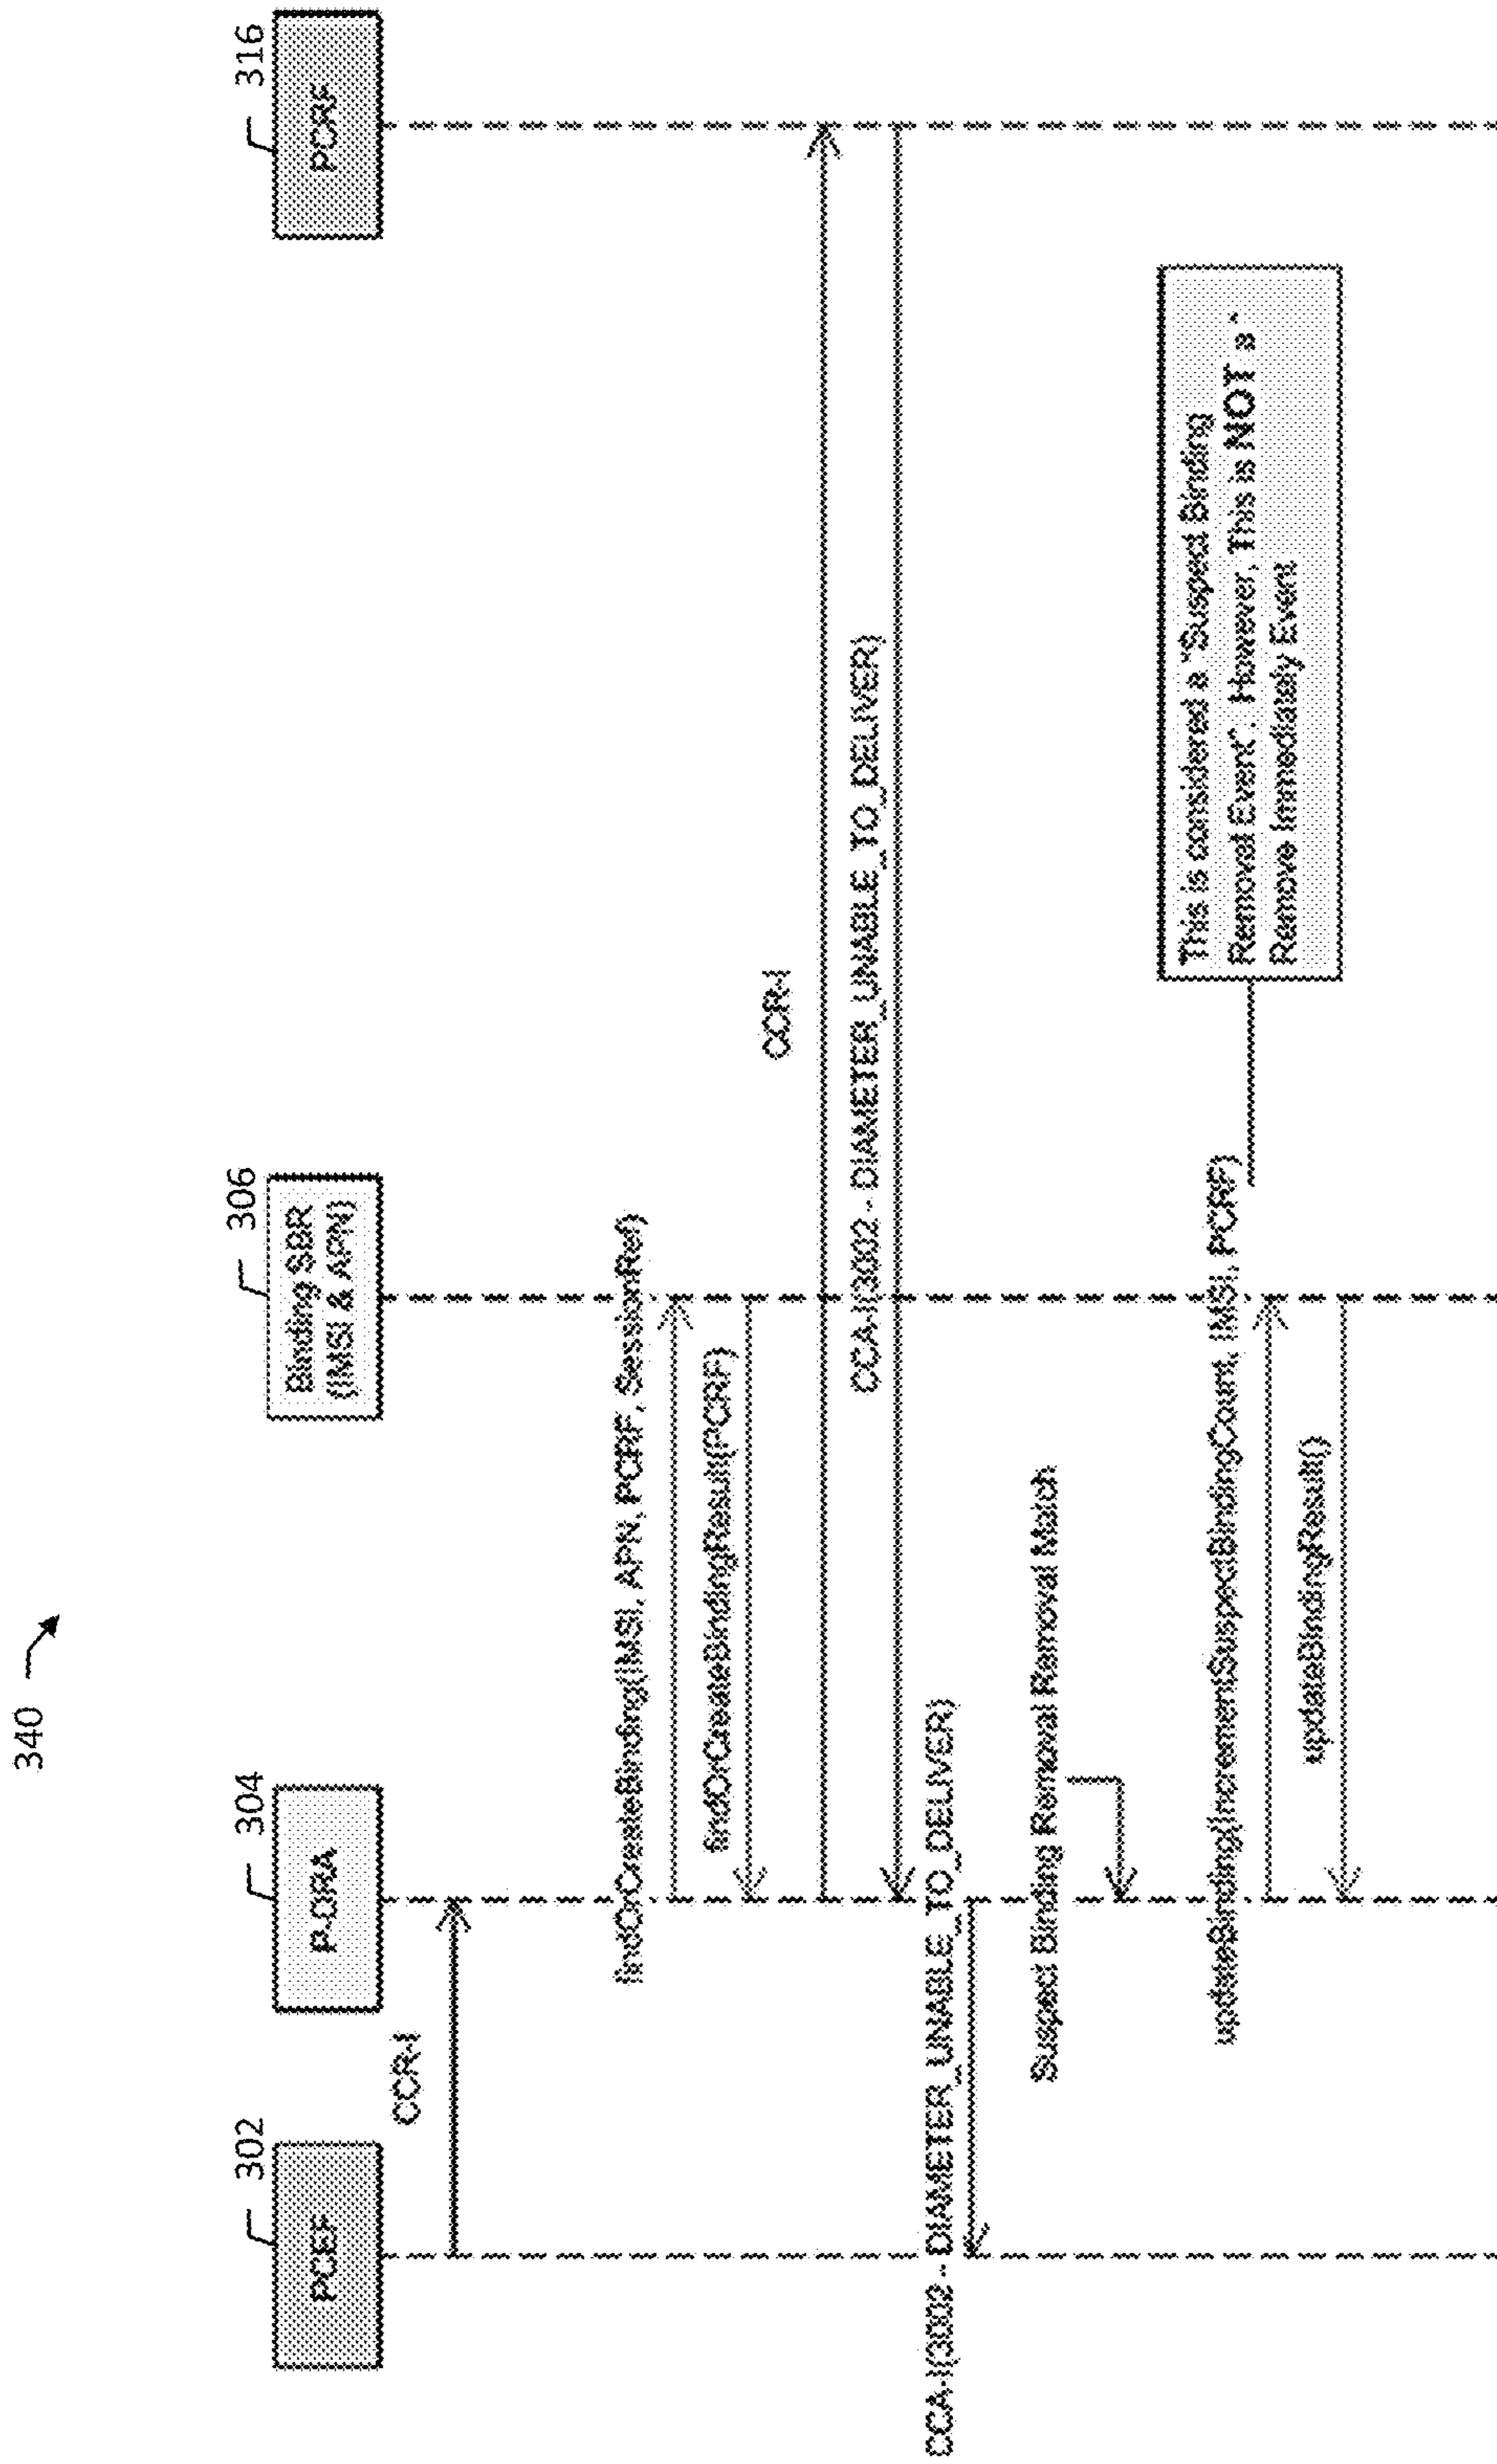 340
302
304
306
316
PCEF
P-DRA
Binding SBR
(IMSI & APN)
PCRF
CCR-I
findOrCreateBinding(IMSI, APN, PCRF, SessionRef)
findOrCreateBindingResult(PCRF)
CCR-I
CCA-I(3002 - DIAMETER_UNABLE_TO_DELIVER)
CCA-I(3002 - DIAMETER_UNABLE_TO_DELIVER)
Suspect Binding Removal Removal Match
updateBinding(IncrementSuspectBindingCount, IMSI, PCRF)
This is considered a "Suspect Binding
Removal Event". However, This is NOT a "
Remove Immediately Event
updateBindingResult()